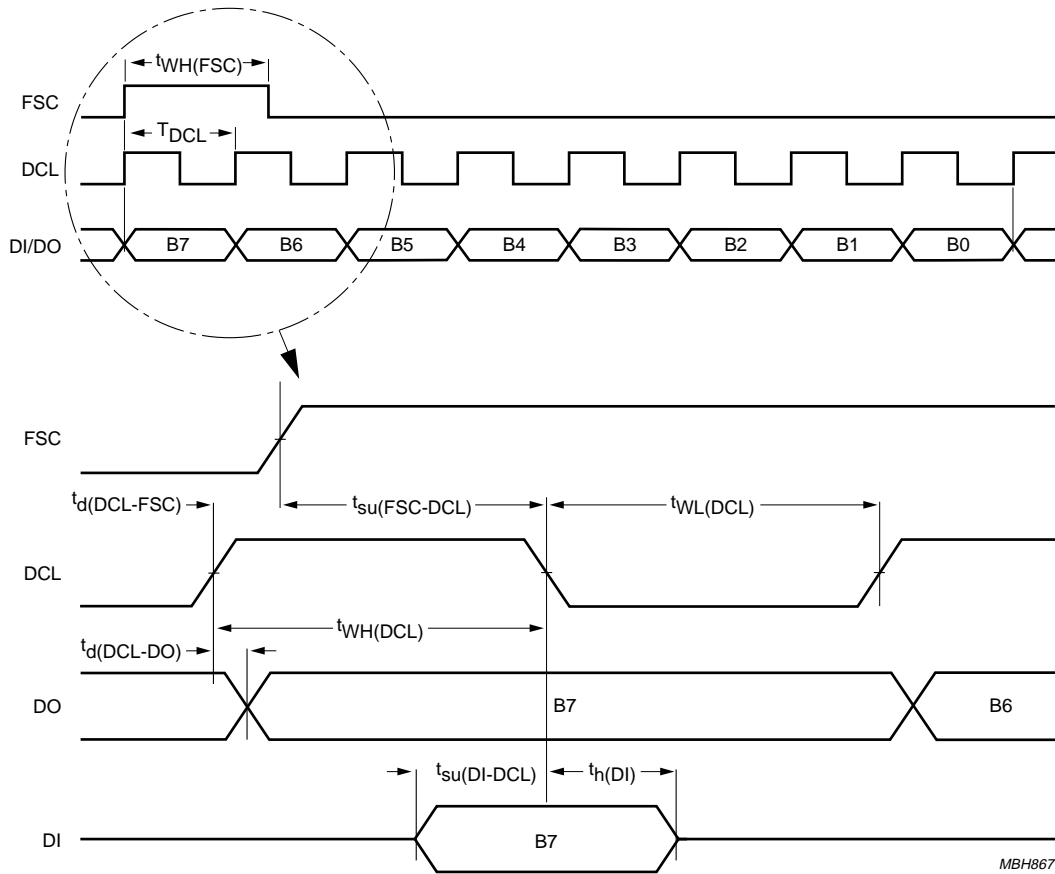 tWH(FSC)
FSC
TDCL
DCL
DI/DO B7 B6 B5 B4 B3 B2 B1 B0
FSC
td(DCL-FSC) tsu(FSC-DCL) tWL(DCL)
DCL
tWH(DCL)
td(DCL-DO)
DO B7 B6
tsu(DI-DCL) th(DI)
DI B7
MBH867